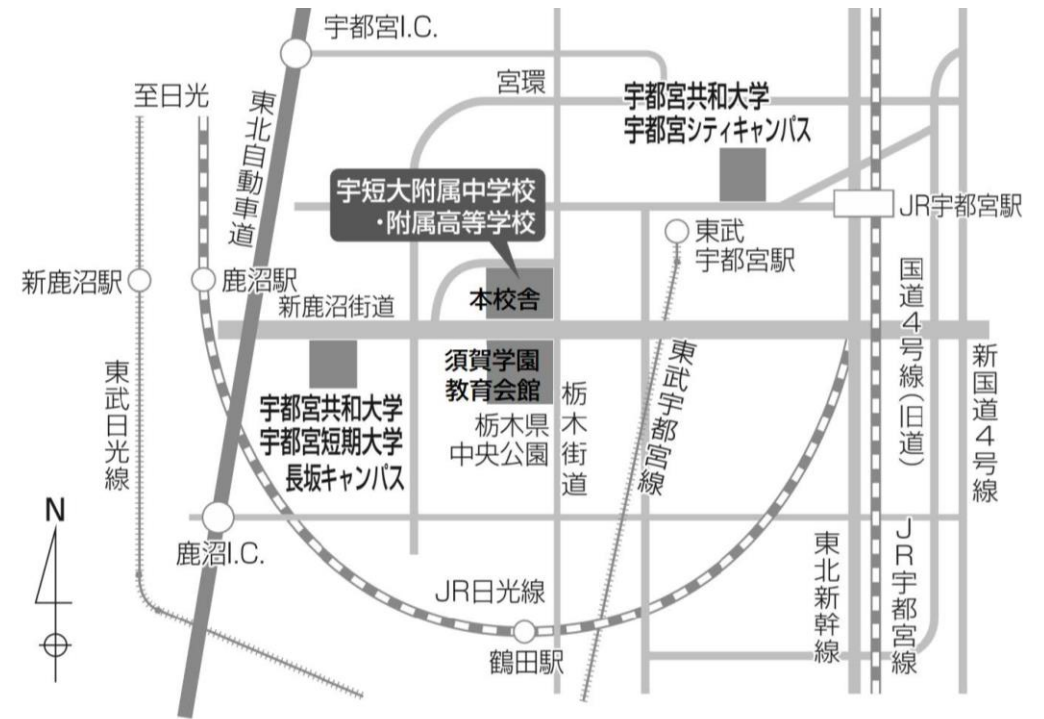 宇都宮I.C.
宮環
至日光
東北自動車道
宇都宮共和大学
宇都宮シティキャンパス
宇短大附属中学校
・附属高等学校
JR宇都宮駅
東武
宇都宮駅
新鹿沼駅
鹿沼駅
新鹿沼街道
本校舎
国道4号線(旧道)
新国道4号線
須賀学園
教育会館
東武日光線
宇都宮共和大学
宇都宮短期大学
長坂キャンパス
栃木県
中央公園
栃木街道
東武宇都宮線
N
鹿沼I.C.
JR日光線
鶴田駅
東北新幹線
JR宇都宮線